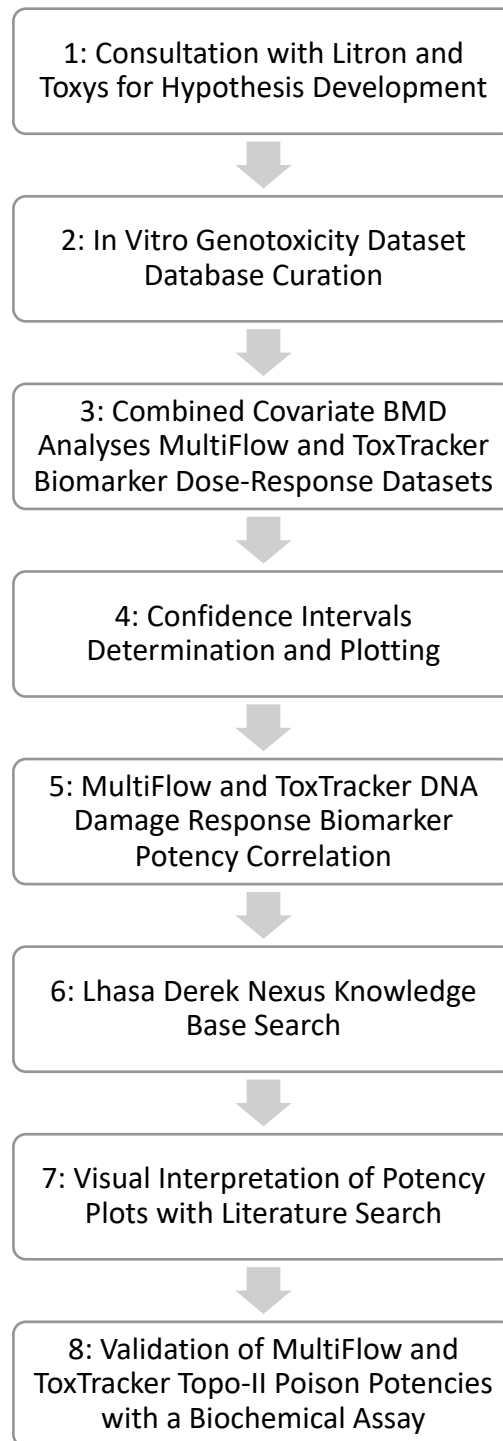 1: Consultation with Litron and
Toxys for Hypothesis Development
2: In Vitro Genotoxicity Dataset
Database Curation
3: Combined Covariate BMD
Analyses MultiFlow and ToxTracker
Biomarker Dose-Response Datasets
4: Confidence Intervals
Determination and Plotting
5: MultiFlow and ToxTracker DNA
Damage Response Biomarker
Potency Correlation
6: Lhasa Derek Nexus Knowledge
Base Search
7: Visual Interpretation of Potency
Plots with Literature Search
8: Validation of MultiFlow and
ToxTracker Topo-II Poison Potencies
with a Biochemical Assay